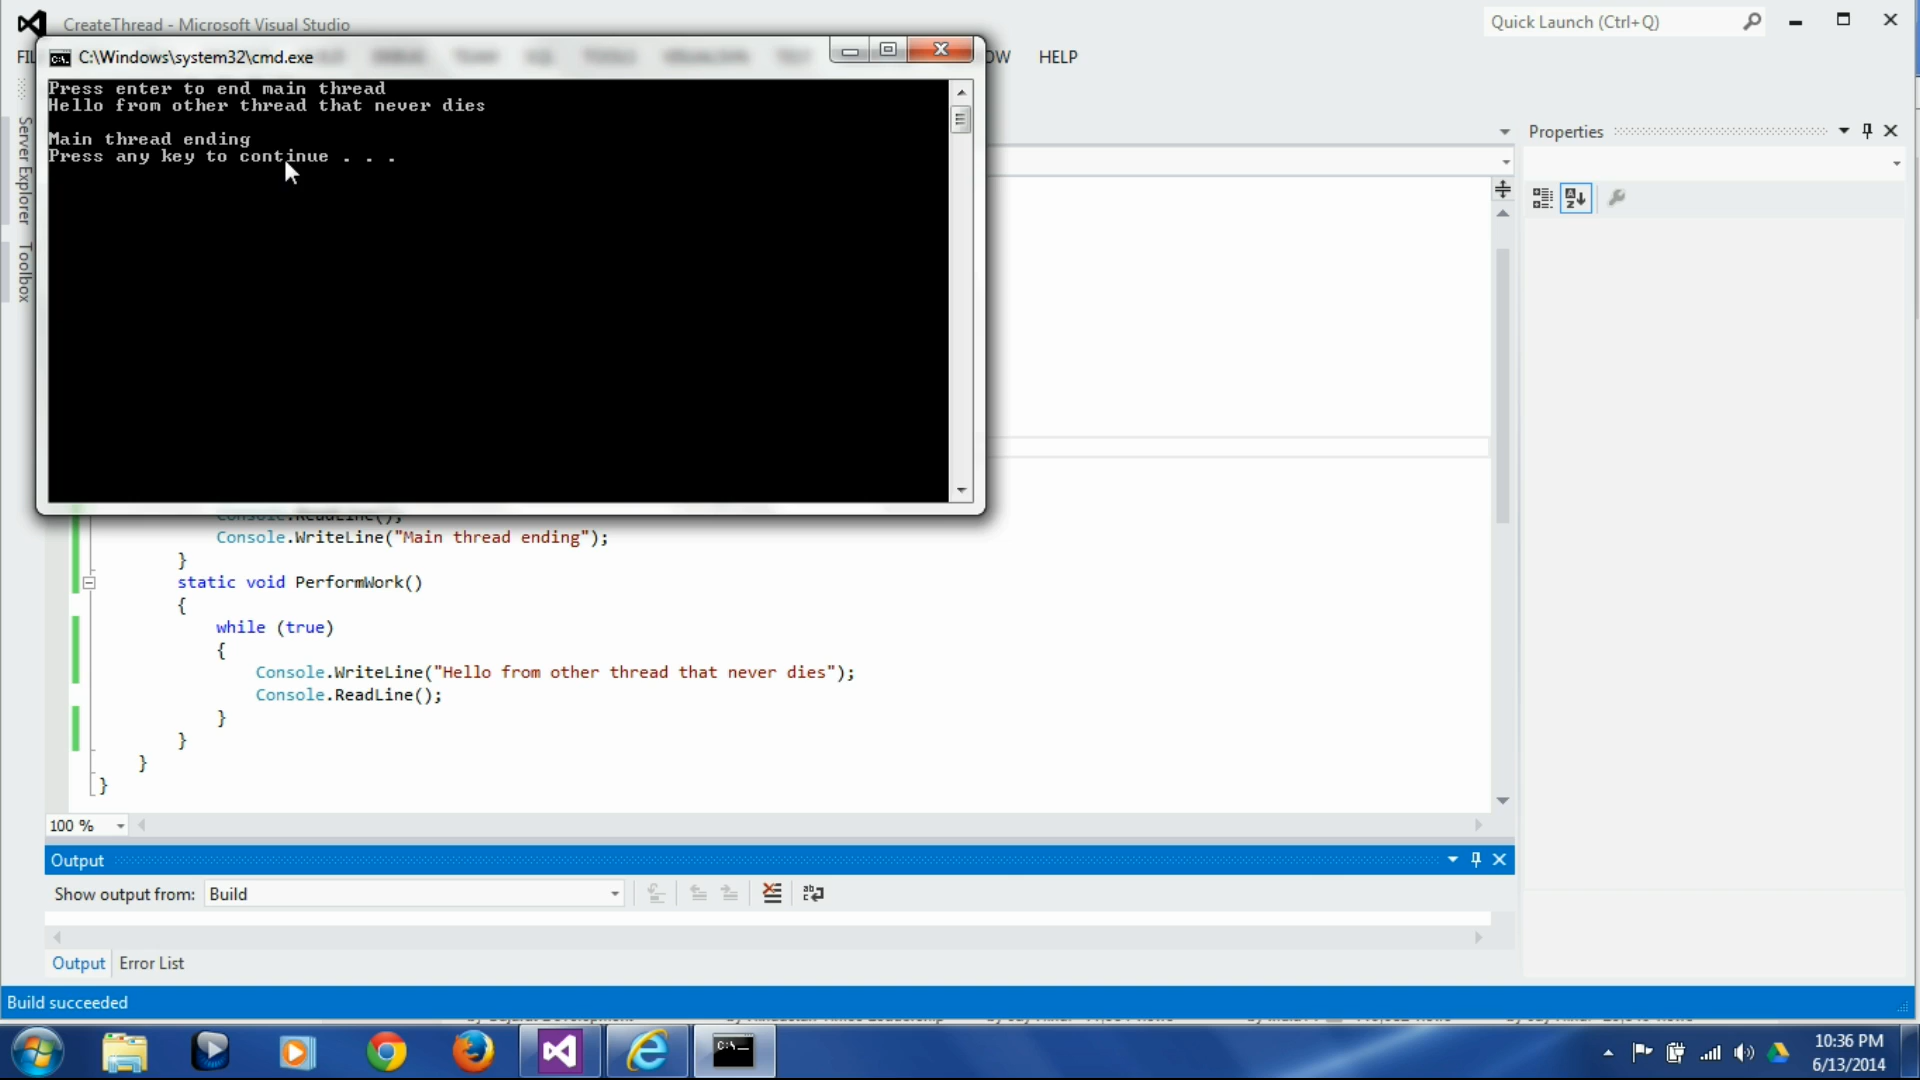 CreateThread - Microsoft Visual Studio
Quick Launch (Ctrl+Q)
HELP
C:\Windows\system32\cmd.exe
Press enter to end main thread
Hello from other thread that never dies
Main thread ending
Press any key to continue . . .
Server Explorer
Toolbox
Properties
Console.ReadLine();
Console.WriteLine("Main thread ending");
}
static void PerformWork()
{
while (true)
{
Console.WriteLine("Hello from other thread that never dies");
Console.ReadLine();
}
}
}
}
100 %
Output
Show output from: Build
Output Error List
Build succeeded
10:36 PM
6/13/2014